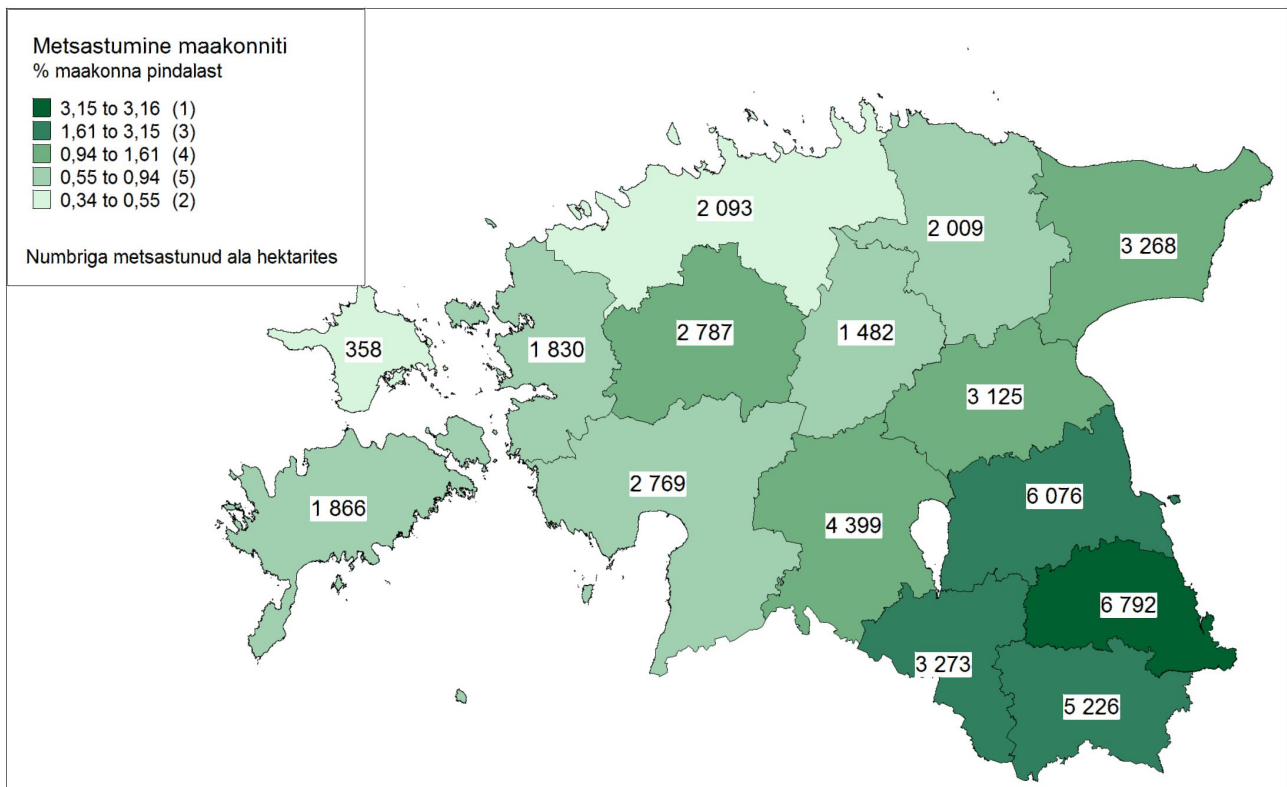 Metsastumine maakonniti
% maakonna pindalast
3,15 to 3,16 (1)
1,61 to 3,15 (3)
0,94 to 1,61 (4)
0,55 to 0,94 (5)
0,34 to 0,55 (2)
Numbriga metsastunud ala hektarites
2 093
2 009
3 268
358
1 830
2 787
1 482
3 125
1 866
2 769
4 399
6 076
6 792
3 273
5 226